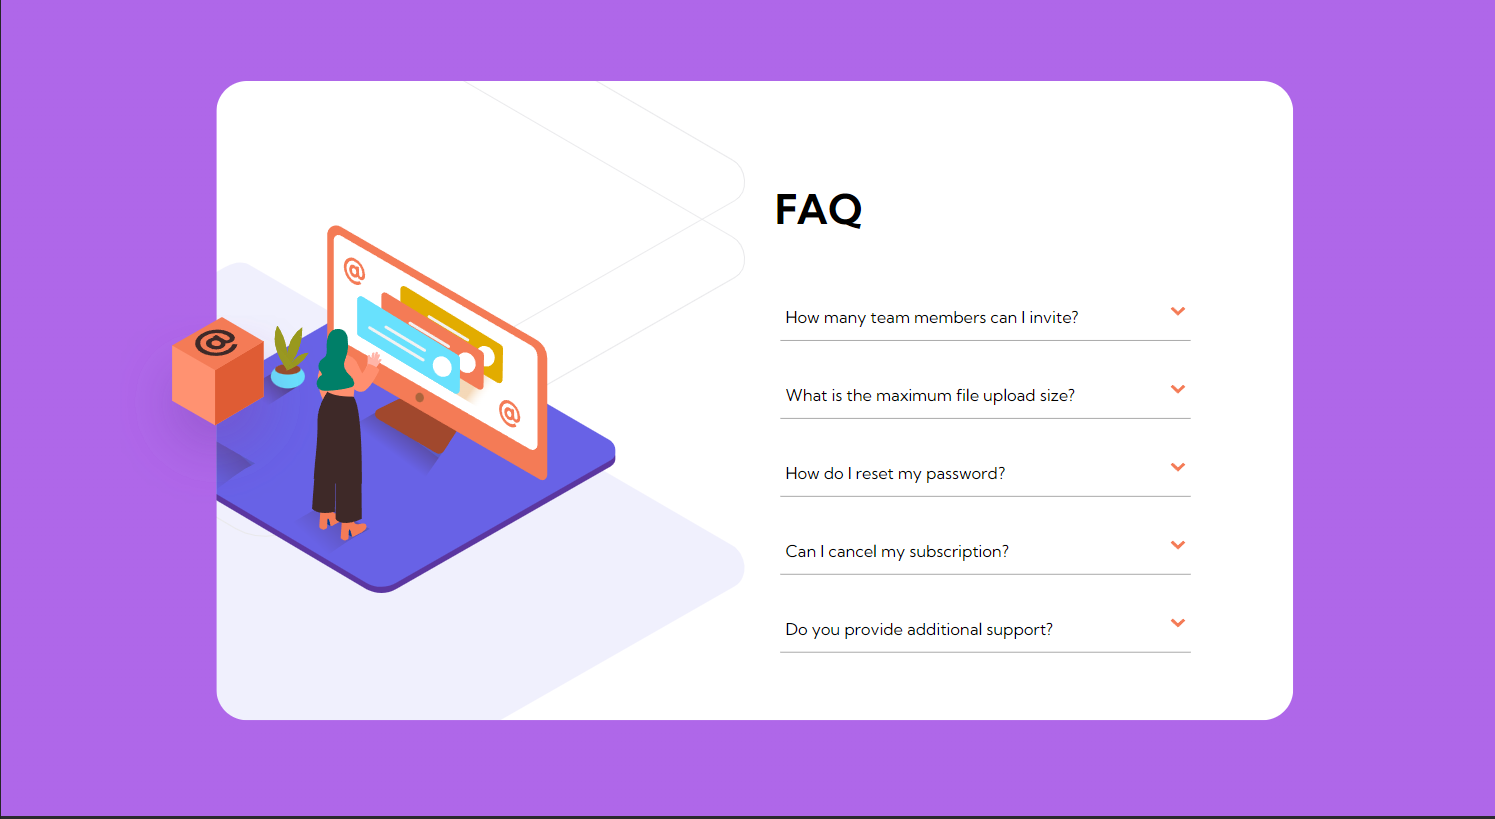 FAQ
How many team members can I invite?
What is the maximum file upload size?
How do I reset my password?
Can I cancel my subscription?
Do you provide additional support?
@
@
@